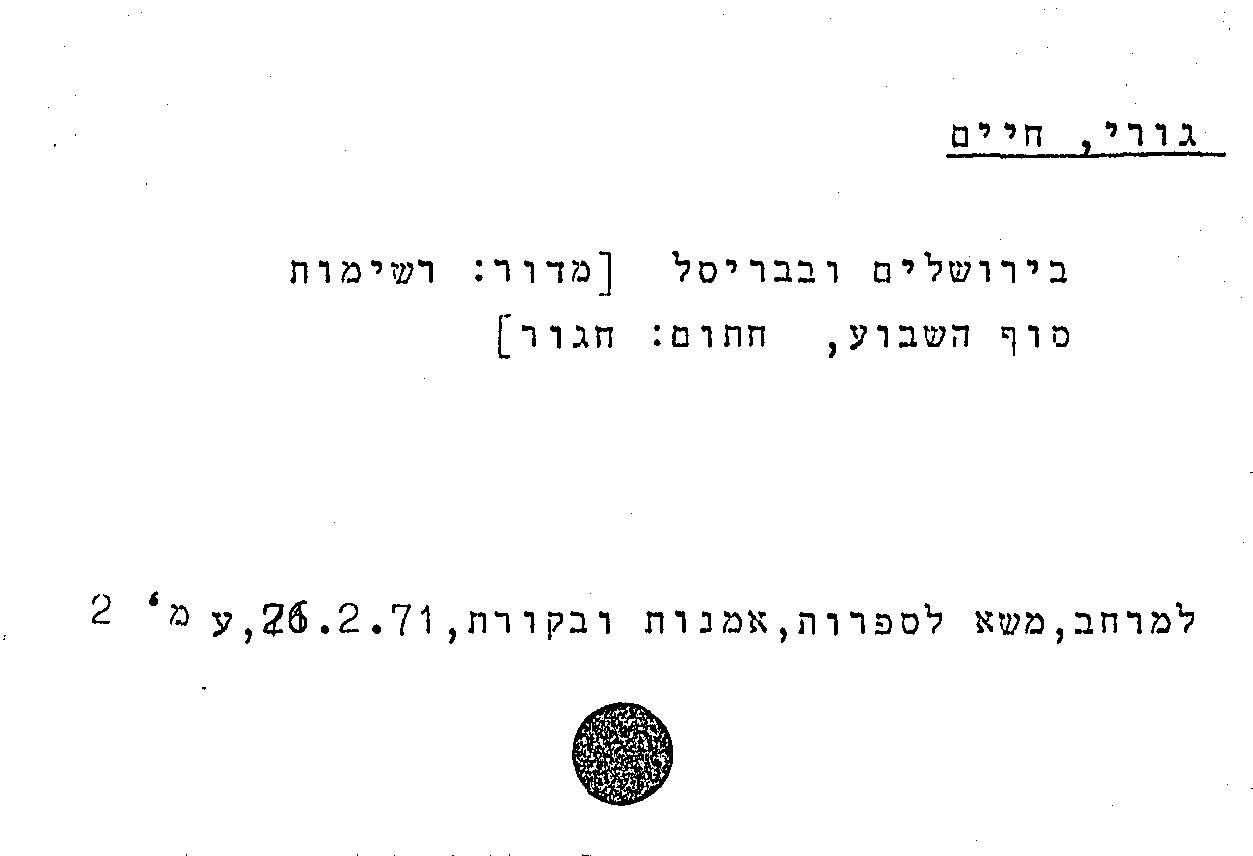 גורי, חיים
בירושלים ובבריסל [מדור: רשימות
סוף השבוע, חתום: חגור]
למרחב,משא לספרות,אמנות ובקורת,26.2.71,ע מ' 2